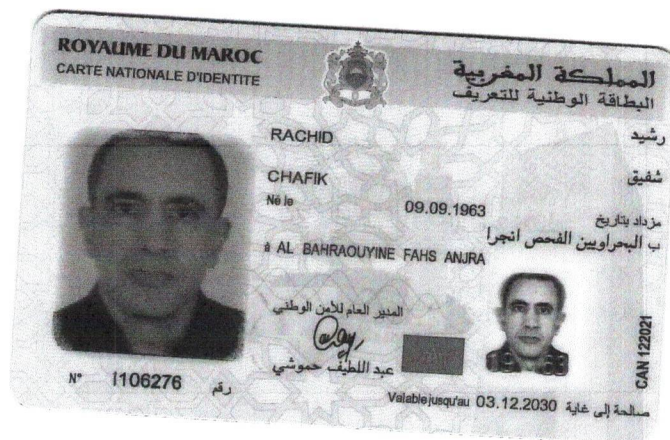 ROYAUME DU MAROC
CARTE NATIONALE D'IDENTITE
المملكة المغربية
البطاقة الوطنية للتعريف
رشيد
RACHID
شفيق
CHAFIK
Né le 09.09.1963 مزداد بتاريخ
ب البحراويين الفحص انجرا
à AL BAHRAOUYINE FAHS ANJRA
المدير العام للأمن الوطني
عبد اللطيف حموشي
CAN 122021
N° I106276 رقم
Valable jusqu'au 03.12.2030 صالحة إلى غاية